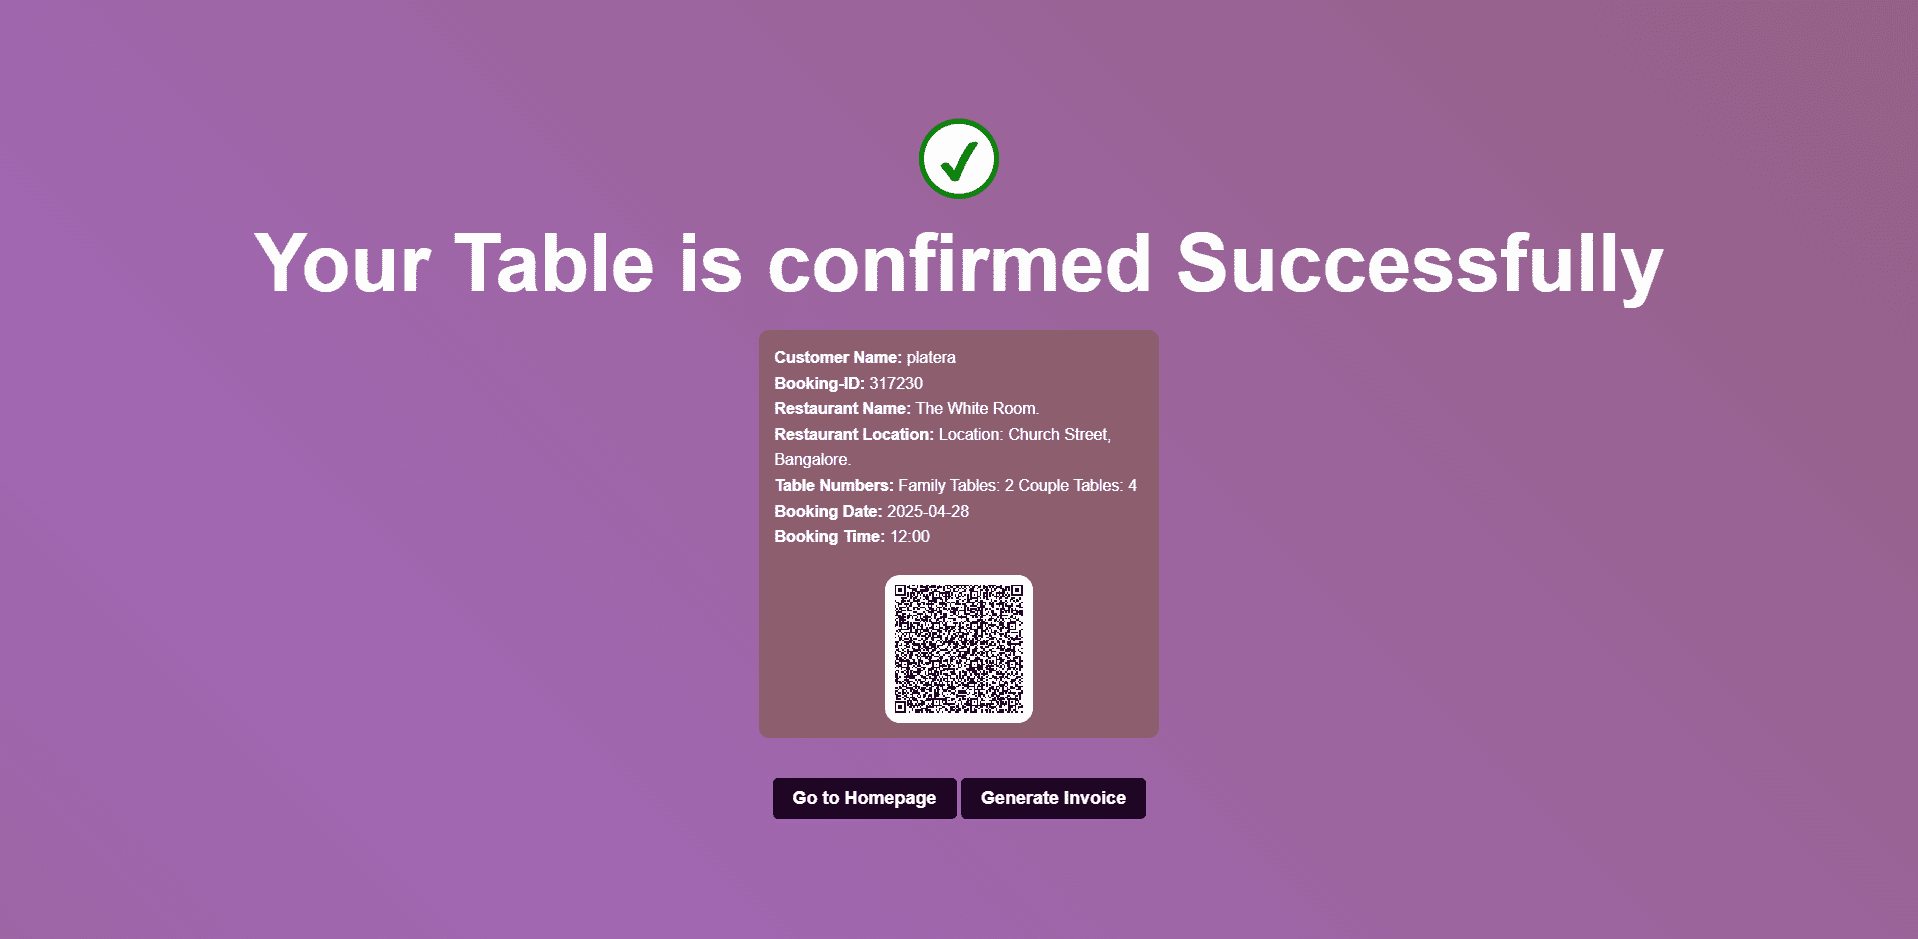 Your Table is confirmed Successfully
Customer Name: platera
Booking-ID: 317230
Restaurant Name: The White Room.
Restaurant Location: Location: Church Street,
Bangalore.
Table Numbers: Family Tables: 2 Couple Tables: 4
Booking Date: 2025-04-28
Booking Time: 12:00
Go to Homepage
Generate Invoice